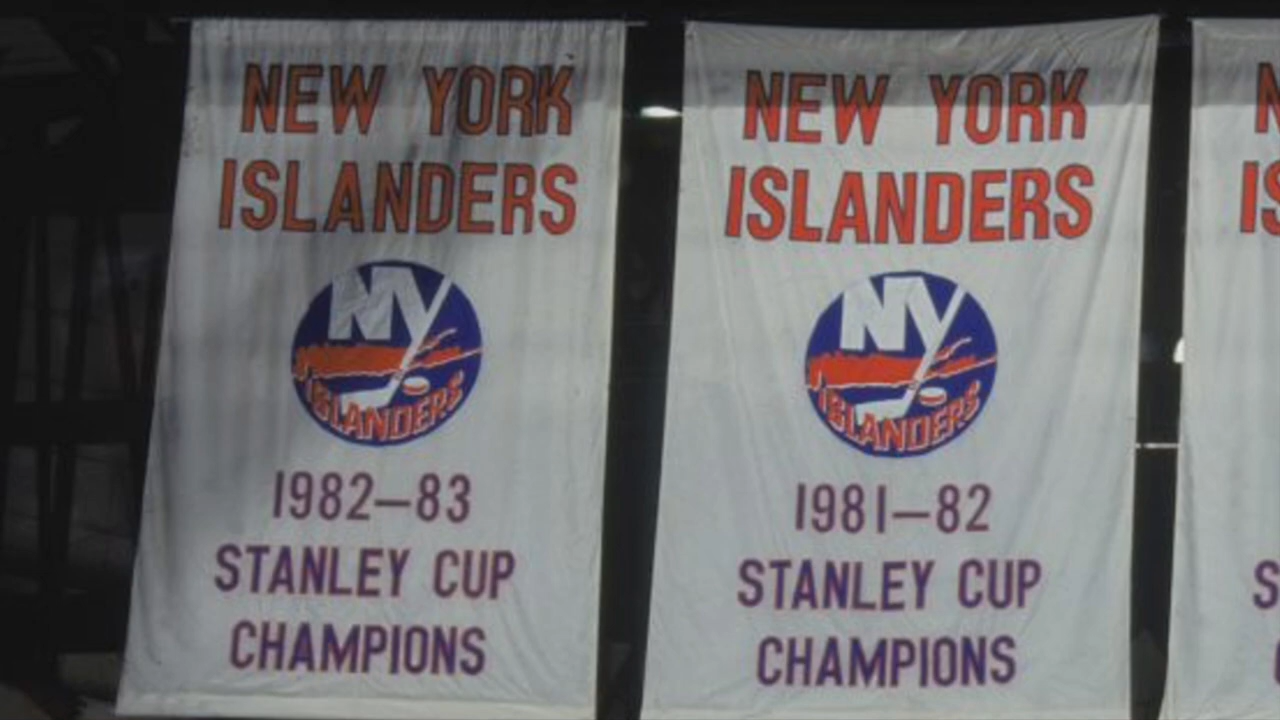 NEW YORK
ISLANDERS
NY
ISLANDERS
1982–83
STANLEY CUP
CHAMPIONS
NEW YORK
ISLANDERS
NY
ISLANDERS
1981–82
STANLEY CUP
CHAMPIONS